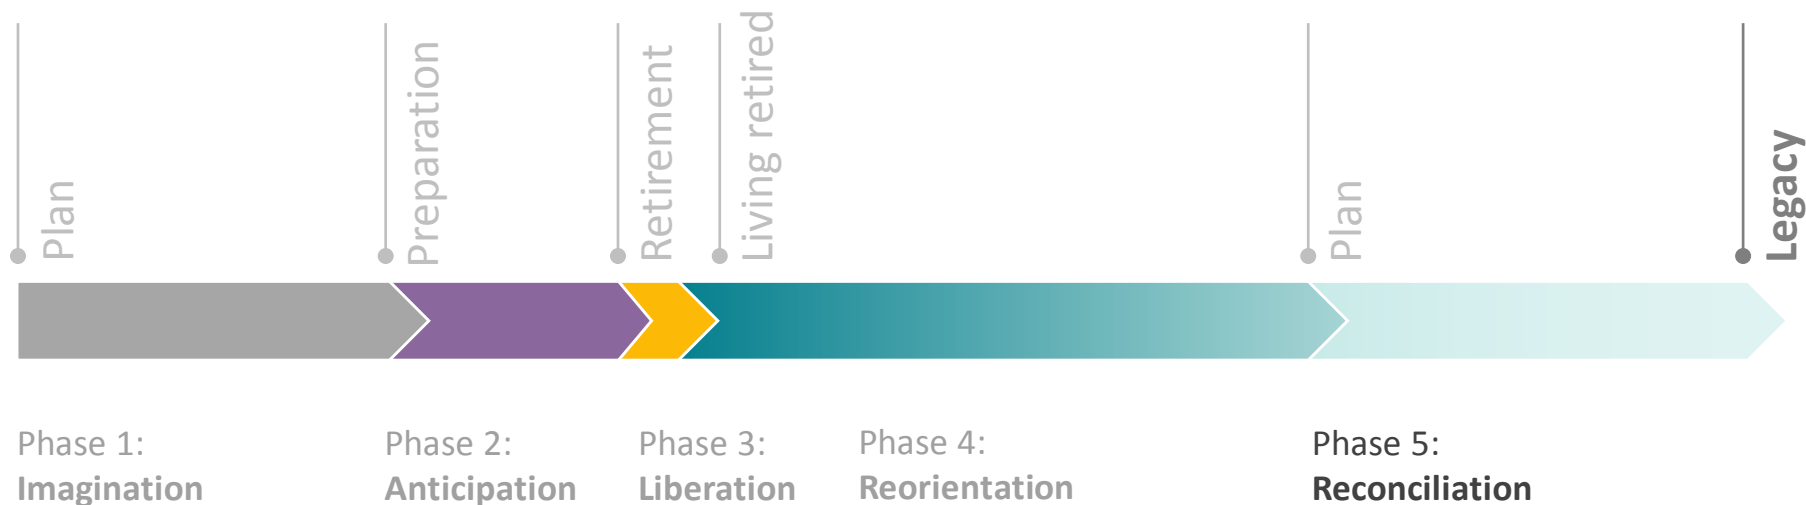 Plan
Preparation
Retirement
Living retired
Plan
Legacy
Phase 1:
Imagination
Phase 2:
Anticipation
Phase 3:
Liberation
Phase 4:
Reorientation
Phase 5:
Reconciliation